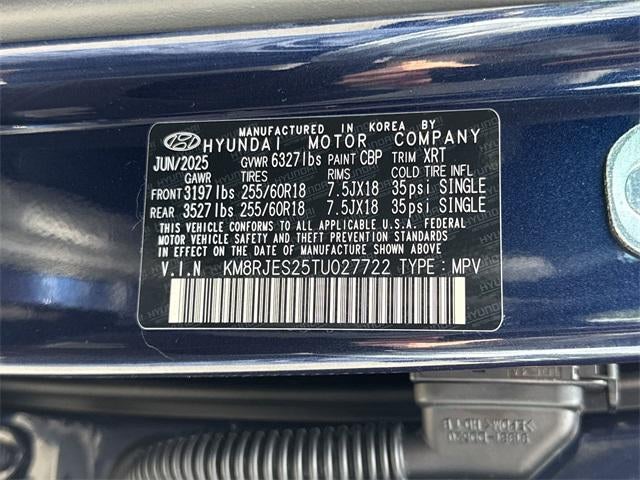 MANUFACTURED IN KOREA BY
HYUNDAI MOTOR COMPANY
JUN/2025 GVWR 6327lbs PAINT CBP TRIM XRT
GAWR TIRES RIMS COLD TIRE INFL
FRONT 3197lbs 255/60R18 7.5JX18 35psi SINGLE
REAR 3527lbs 255/60R18 7.5JX18 35psi SINGLE
THIS VEHICLE CONFORMS TO ALL APPLICABLE U.S.A. FEDERAL
MOTOR VEHICLE SAFETY AND THEFT PREVENTION STANDARDS
IN EFFECT ON THE DATE OF MANUFACTURE SHOWN ABOVE.
V.I.N KM8RJES25TU027722 TYPE : MPV